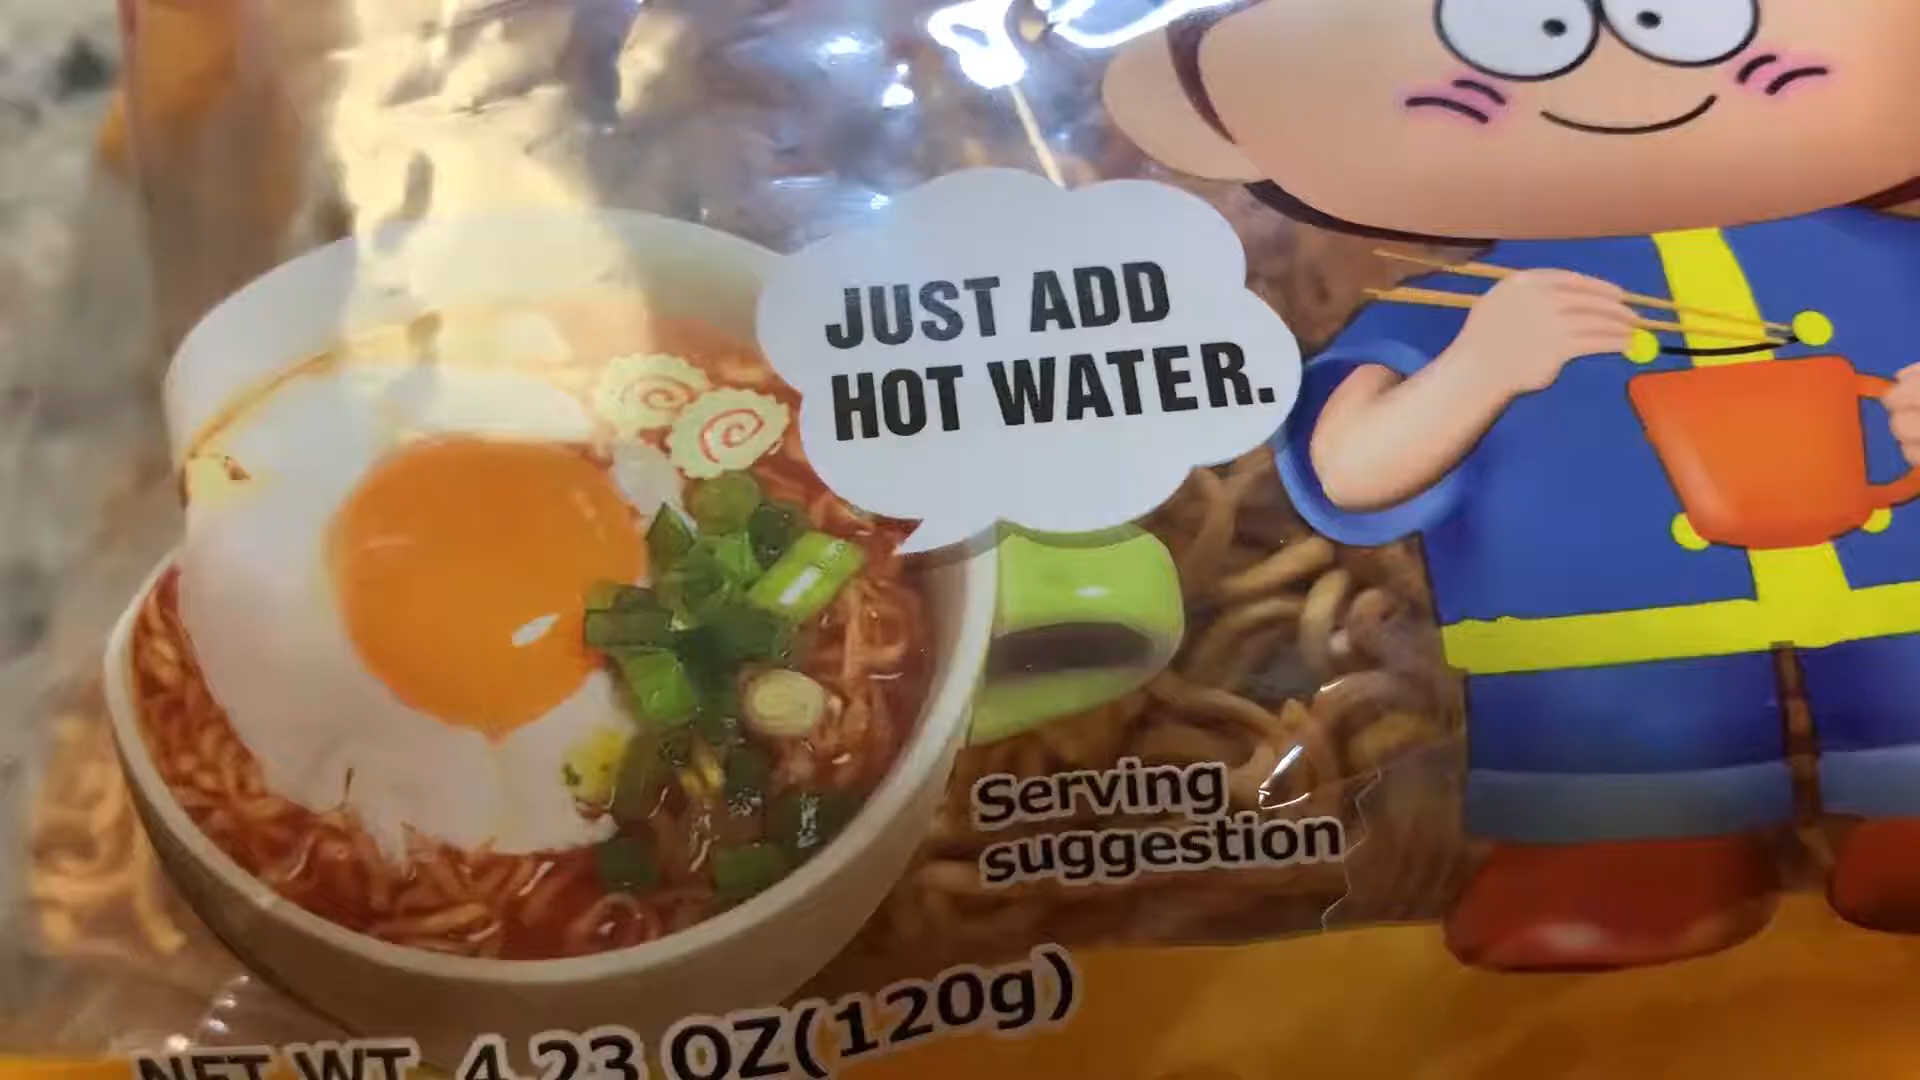 JUST ADD
HOT WATER.
Serving
suggestion
NET WT. 4.23 OZ(120g)